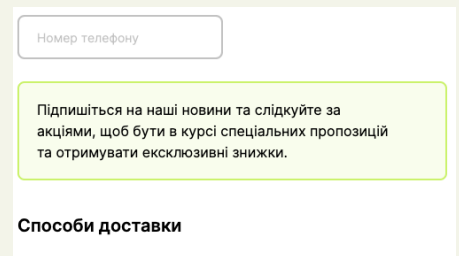 Номер телефону
Підпишіться на наші новини та слідкуйте за
акціями, щоб бути в курсі спеціальних пропозицій
та отримувати ексклюзивні знижки.
Способи доставки